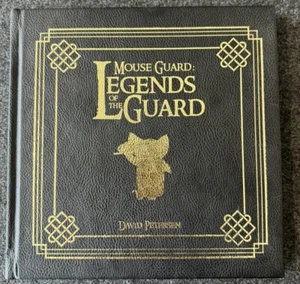 MOUSE GUARD:
LEGENDS
OF THE
GUARD
DAVID PETERSEN